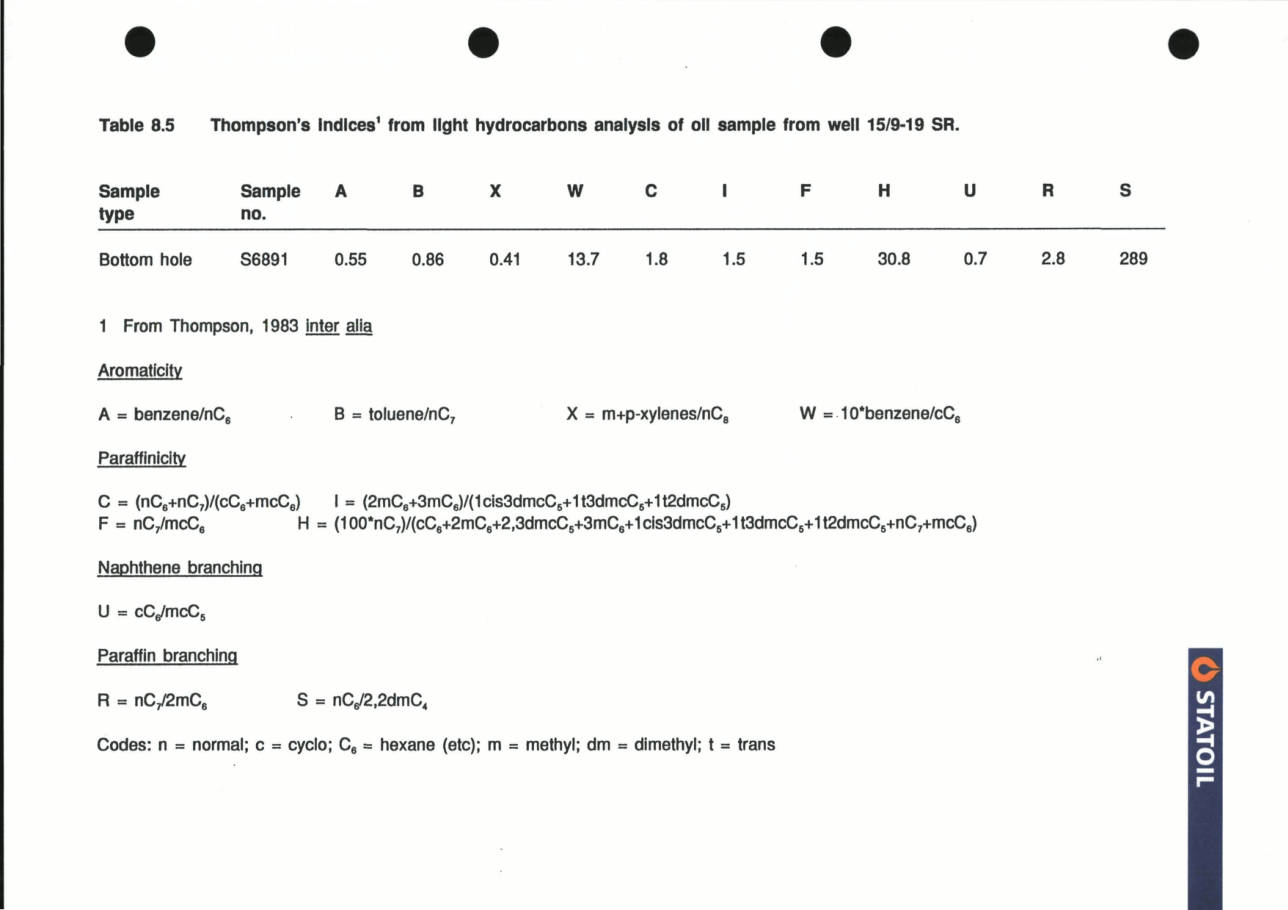 Table 8.5 Thompson's indices¹ from light hydrocarbons analysis of oil sample from well 15/9-19 SR.
Sample type Sample no. A B X W C I F H U R S
Bottom hole S6891 0.55 0.86 0.41 13.7 1.8 1.5 1.5 30.8 0.7 2.8 289
1 From Thompson, 1983 inter alia
Aromaticity
A = benzene/nC₆ B = toluene/nC₇ X = m+p-xylenes/nC₈ W = 10*benzene/cC₆
Paraffinicity
C = (nC₆+nC₇)/(cC₆+mcC₆) I = (2mC₆+3mC₆)/(1cis3dmcC₅+1t3dmcC₅+1t2dmcC₅)
F = nC₇/mcC₆ H = (100*nC₇)/(cC₆+2mC₆+2,3dmcC₅+3mC₆+1cis3dmcC₅+1t3dmcC₅+1t2dmcC₅+nC₇+mcC₆)
Naphthene branching
U = cC₆/mcC₅
Paraffin branching
R = nC₇/2mC₆ S = nC₆/2,2dmC₄
Codes: n = normal; c = cyclo; C₆ = hexane (etc); m = methyl; dm = dimethyl; t = trans
STATOIL